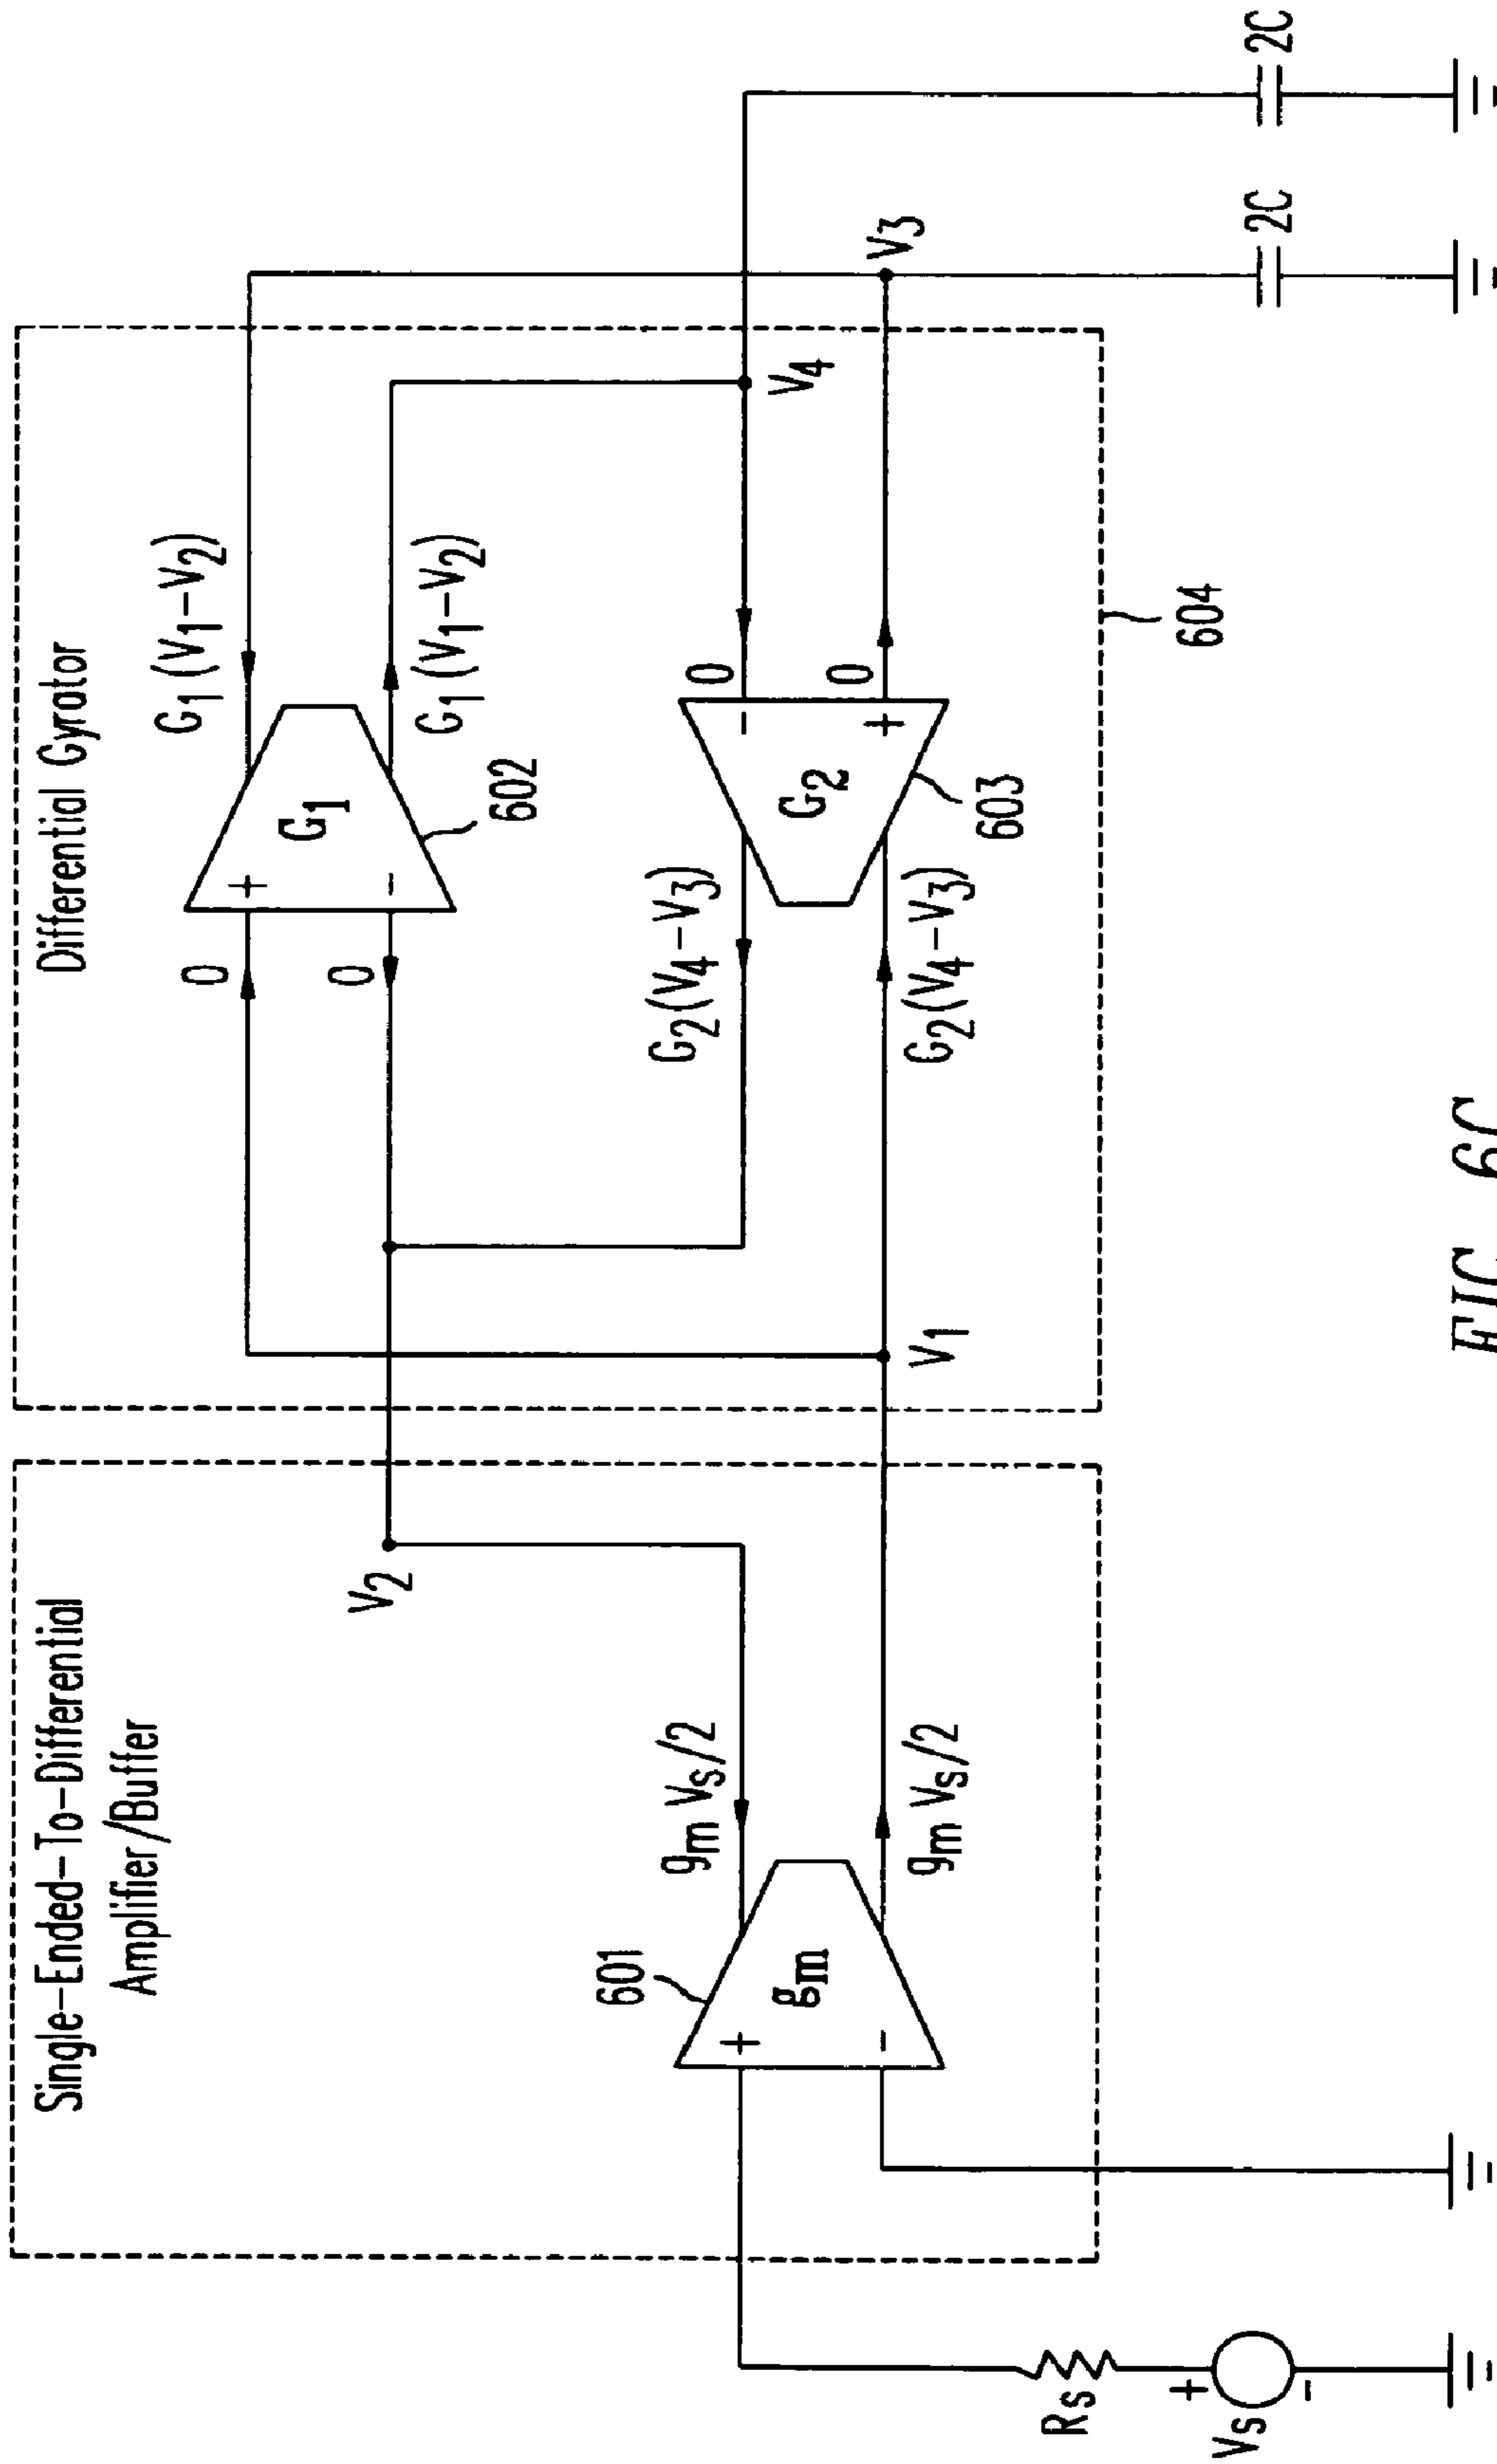 Single-Ended-To-Differential
Amplifier/Buffer
Differential Gyrator
601
+
-
gm
gm Vs/2
gm Vs/2
V2
V1
0
0
+
-
G1
602
G1(V1-V2)
G1(V1-V2)
G2(V4-V3)
G2(V4-V3)
G2
-
+
603
0
0
V4
V3
604
2C
2C
Rs
+
-
Vs
FIG. 6C